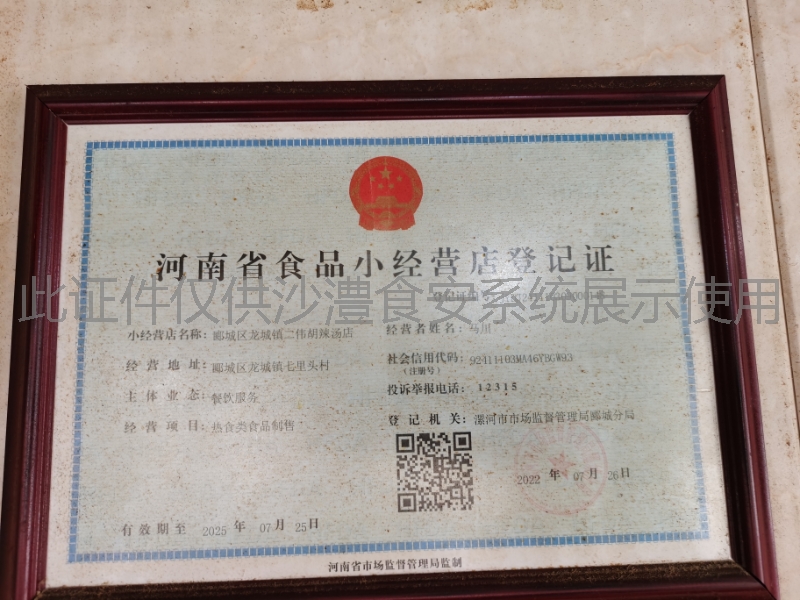 河南省食品小经营店登记证
此证件仅供沙澧食安系统展示使用
小经营店名称：郾城区龙城镇二伟胡辣汤店
经营者姓名：
经营地址：郾城区龙城镇七里头村
社会信用代码：92411103MA46YBGW93
（注册号）
主体业态：餐饮服务
投诉举报电话：12315
经营项目：热食类食品制售
登记机关：漯河市市场监督管理局郾城分局
2022 年 07 月 26 日
有效期至 2025 年 07 月 25 日
河南省市场监督管理局监制